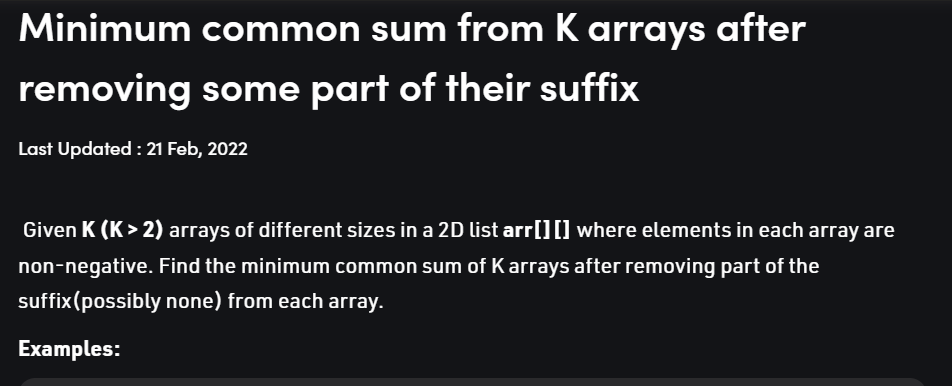 Minimum common sum from K arrays after
removing some part of their suffix
Last Updated : 21 Feb, 2022
Given K (K > 2) arrays of different sizes in a 2D list arr[][] where elements in each array are
non-negative. Find the minimum common sum of K arrays after removing part of the
suffix(possibly none) from each array.
Examples: